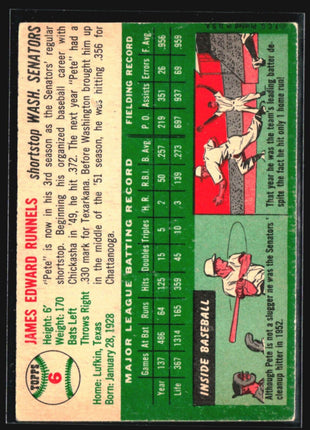 TOPPS
6
JAMES EDWARD RUNNELS
shortstop WASH. SENATORS
Height: 6'
Weight: 170
Bats Left
Throws Right
Home: Lufkin, Texas
Born: January 28, 1928
"Pete" is now in his 3rd season as the Senators' regular
shortstop. Beginning his organized baseball career with
Chickasha in '49, he hit .372. The next year "Pete" had a
.330 mark for Texarkana. Before Washington brought him up
in the middle of the '51 season, he was hitting .356 for
Chattanooga.
MAJOR LEAGUE BATTING RECORD FIELDING RECORD
Games At Bat Runs Hits Doubles Triples H. R. R.B.I. B. Avg. P. O. Assists Errors F. Avg.
Year 137 486 64 125 15 5 2 50 .257 219 351 26 .956
Life 367 1314 165 359 45 10 3 139 .273 667 937 69 .959
INSIDE BASEBALL
Although Pete is not a slugger ne was the Senators'
cleanup hitter in 1952.
That year he was the team's leading batter de-
spite the fact he hit only 1 home run!